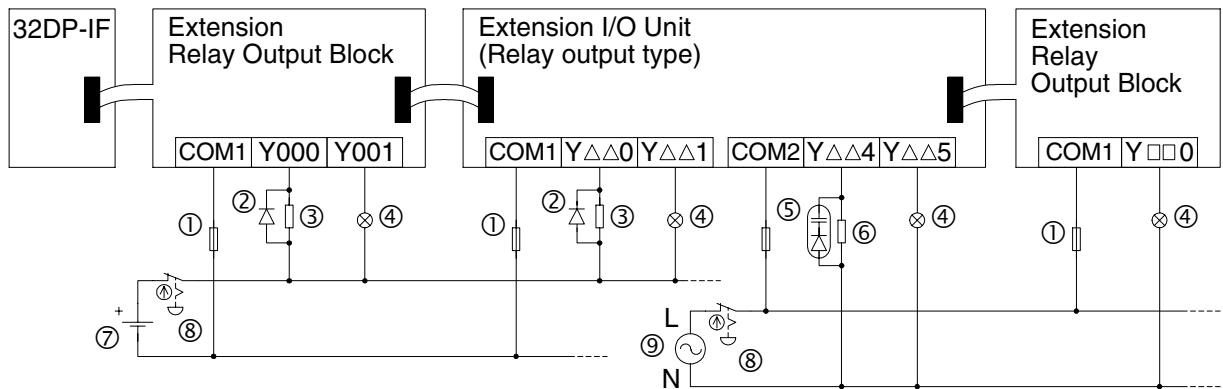 32DP-IF
Extension
Relay Output Block
Extension I/O Unit
(Relay output type)
Extension
Relay
Output Block
COM1 Y000 Y001
COM1 Y△△0 Y△△1
COM2 Y△△4 Y△△5
COM1 Y□□0
① ② ③ ④
① ② ③ ④
⑤ ⑥ ④
① ④
+
⑦ ⑧
L
⑨ ⑧
N